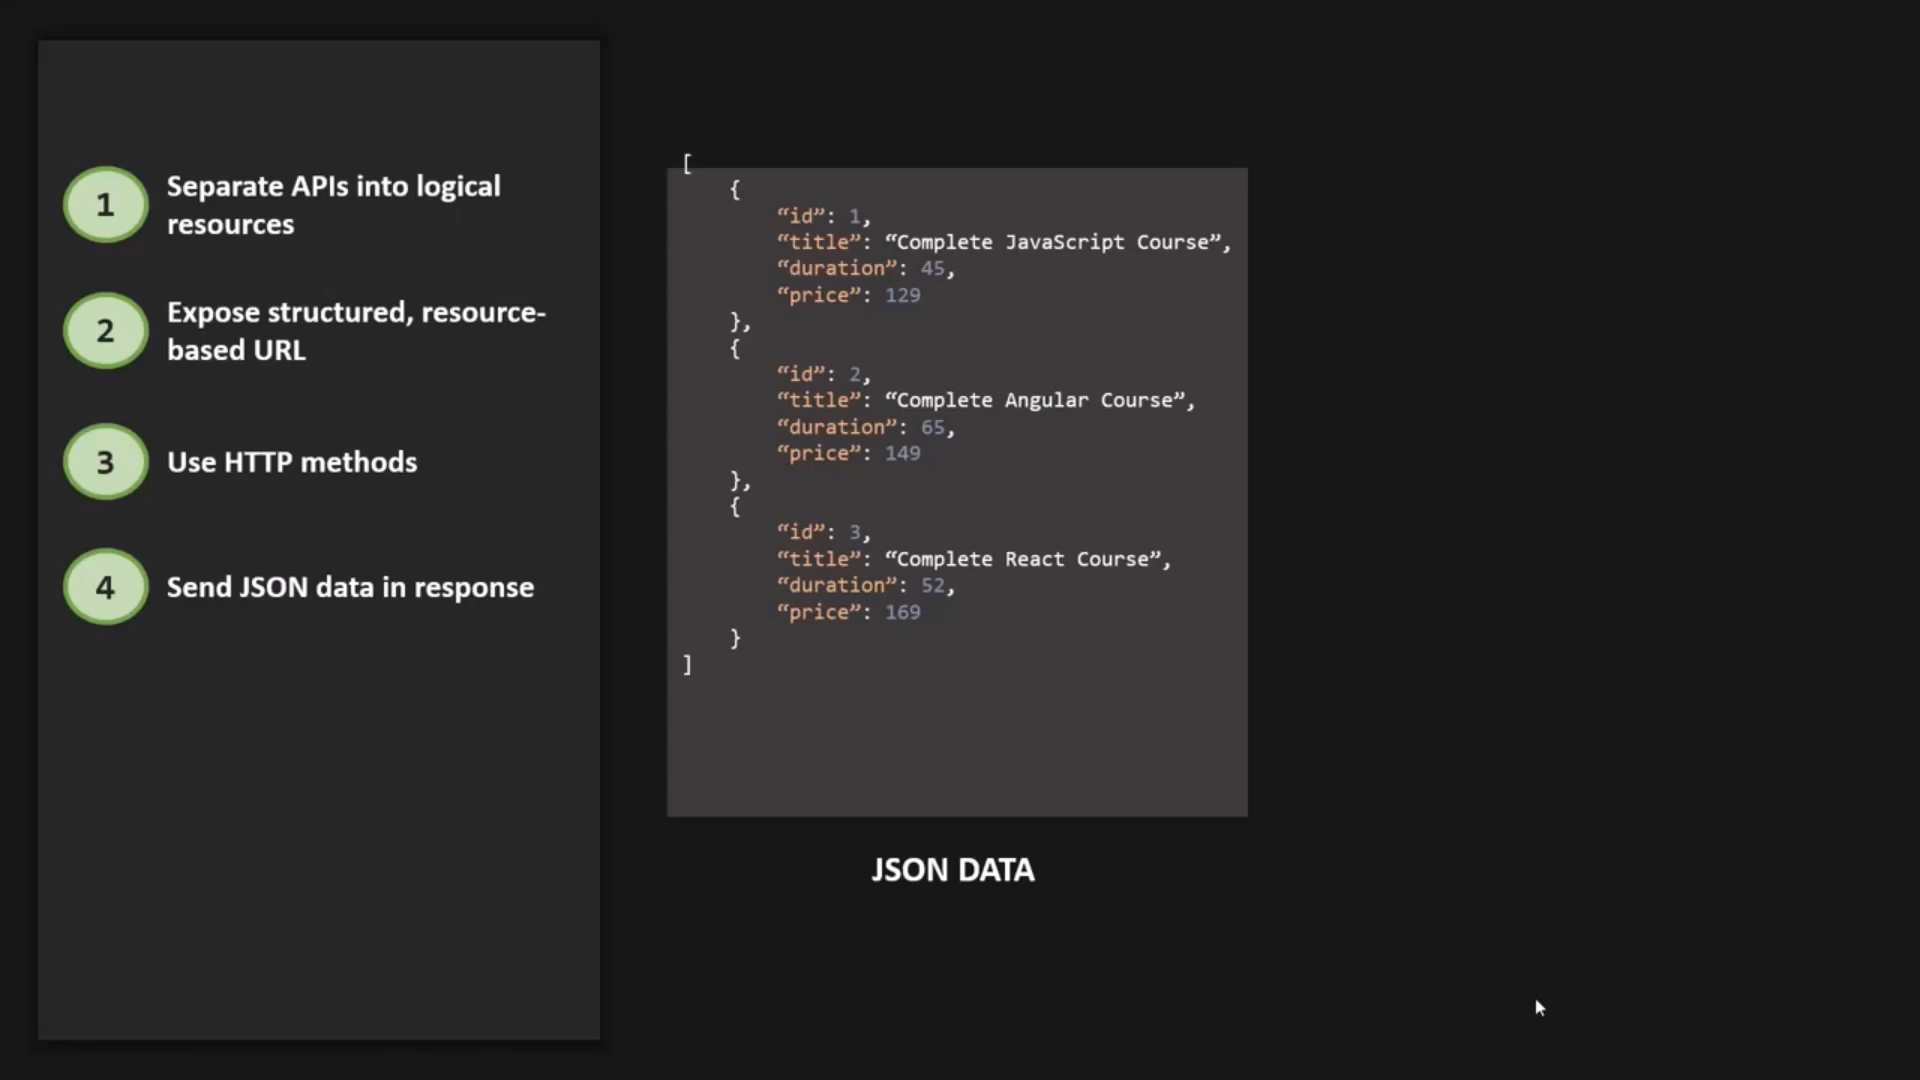 1
Separate APIs into logical
resources
2
Expose structured, resource-
based URL
3
Use HTTP methods
4
Send JSON data in response
[
{
“id”: 1,
“title”: “Complete JavaScript Course”,
“duration”: 45,
“price”: 129
},
{
“id”: 2,
“title”: “Complete Angular Course”,
“duration”: 65,
“price”: 149
},
{
“id”: 3,
“title”: “Complete React Course”,
“duration”: 52,
“price”: 169
}
]
JSON DATA